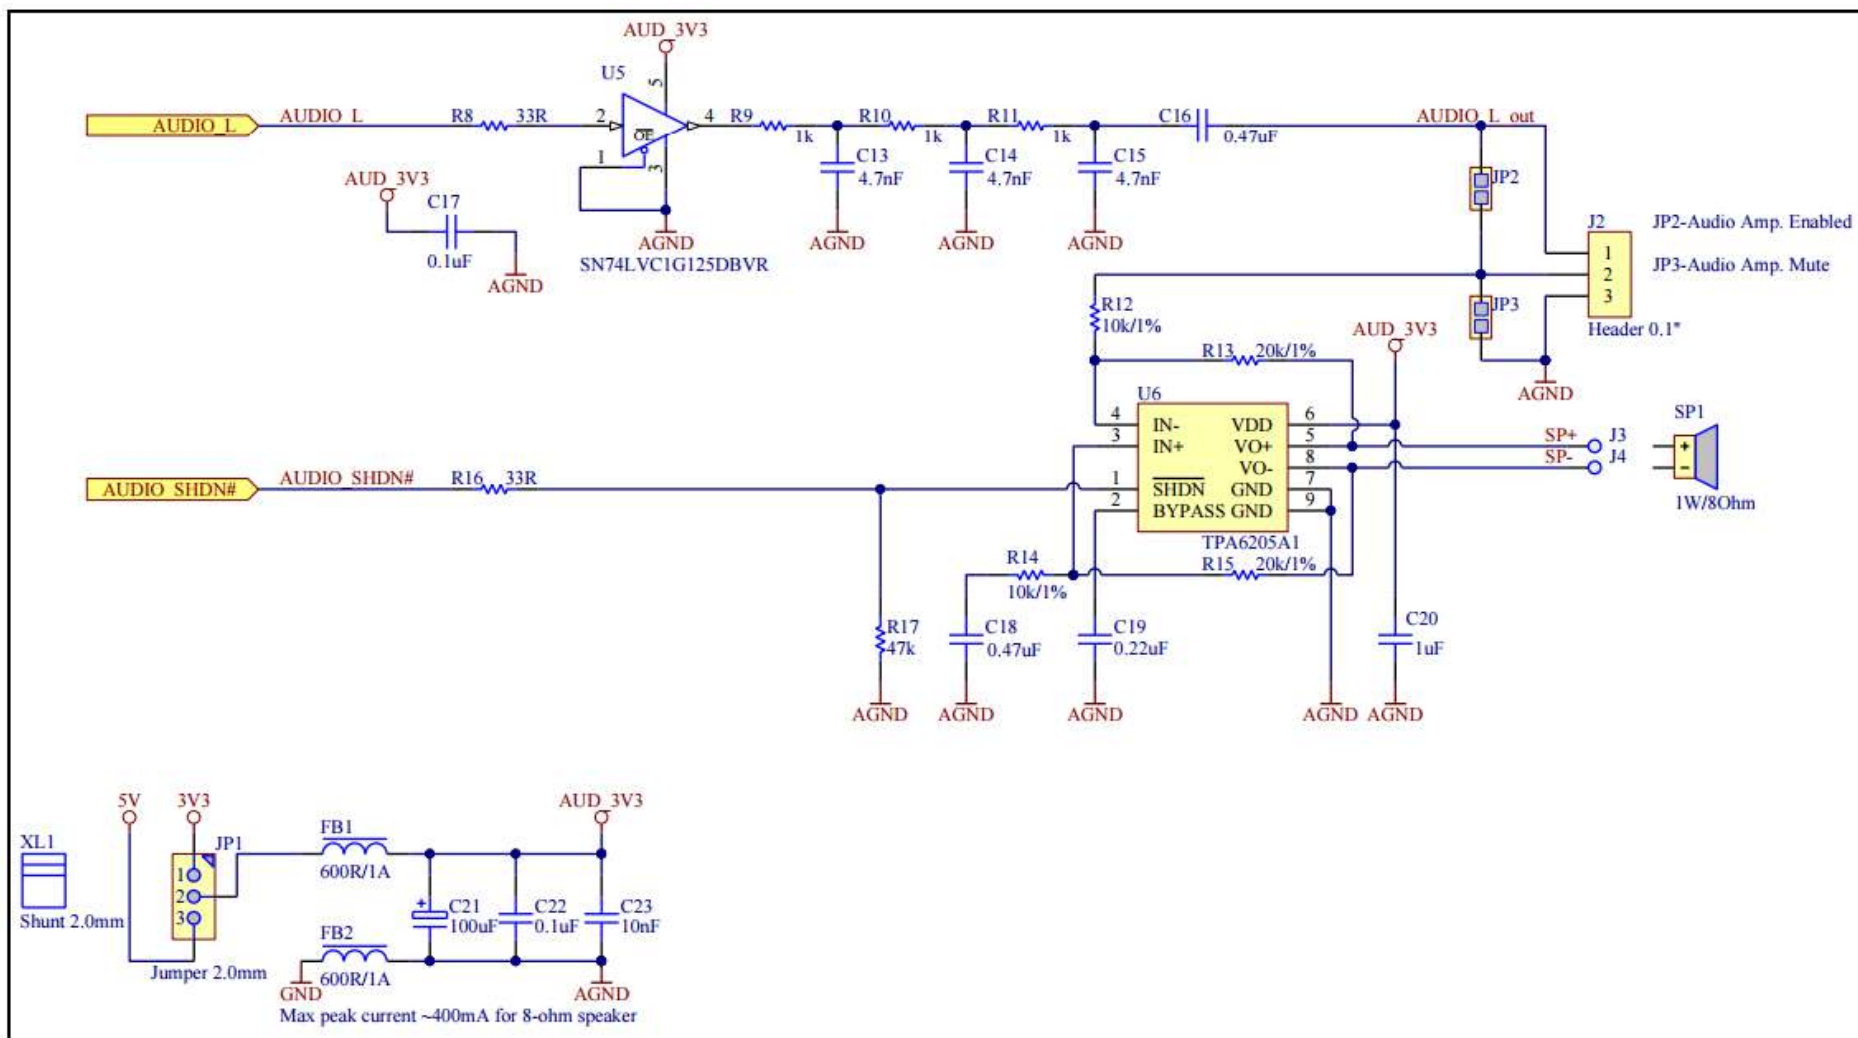 AUD_3V3
U5
5
AUDIO_L
AUDIO_L
R8
33R
2
OE
4
R9
1k
R10
1k
R11
1k
C16
0.47uF
AUDIO_L_out
1
3
C13
4.7nF
C14
4.7nF
C15
4.7nF
JP2
AUD_3V3
C17
0.1uF
AGND
AGND
SN74LVC1G125DBVR
AGND
AGND
AGND
J2
JP2-Audio Amp. Enabled
1
2
3
JP3-Audio Amp. Mute
Header 0.1"
JP3
AGND
R12
10k/1%
R13
20k/1%
AUD_3V3
U6
4
IN-
VDD
6
3
IN+
VO+
5
VO-
8
1
SHDN
GND
7
2
BYPASS
GND
9
TPA6205A1
SP+
J3
SP-
J4
SP1
+
-
1W/8Ohm
AUDIO_SHDN#
AUDIO_SHDN#
R16
33R
R14
10k/1%
R15
20k/1%
R17
47k
C18
0.47uF
C19
0.22uF
C20
1uF
AGND
AGND
AGND
AGND
AGND
5V
3V3
AUD_3V3
XL1
Shunt 2.0mm
JP1
1
2
3
Jumper 2.0mm
FB1
600R/1A
+
C21
100uF
C22
0.1uF
C23
10nF
FB2
600R/1A
GND
AGND
Max peak current ~400mA for 8-ohm speaker